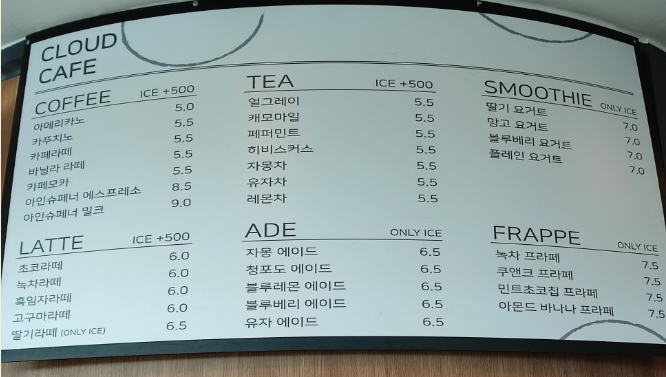 CLOUD
CAFE
COFFEE ICE +500
아메리카노 5.0
카푸치노 5.5
카페라떼 5.5
바닐라 라떼 5.5
카페모카 5.5
아인슈페너 에스프레소 8.5
아인슈페너 밀크 9.0
LATTE ICE +500
초코라떼 6.0
녹차라떼 6.0
흑임자라떼 6.0
고구마라떼 6.0
딸기라떼 (ONLY ICE) 6.5
TEA ICE +500
얼그레이 5.5
캐모마일 5.5
페퍼민트 5.5
히비스커스 5.5
자몽차 5.5
유자차 5.5
레몬차 5.5
ADE ONLY ICE
자몽 에이드 6.5
청포도 에이드 6.5
블루레몬 에이드 6.5
블루베리 에이드 6.5
유자 에이드 6.5
SMOOTHIE ONLY ICE
딸기 요거트 7.0
망고 요거트 7.0
블루베리 요거트 7.0
플레인 요거트 7.0
FRAPPE ONLY ICE
녹차 프라페 7.5
쿠앤크 프라페 7.5
민트초코칩 프라페 7.5
아몬드 바나나 프라페 7.5